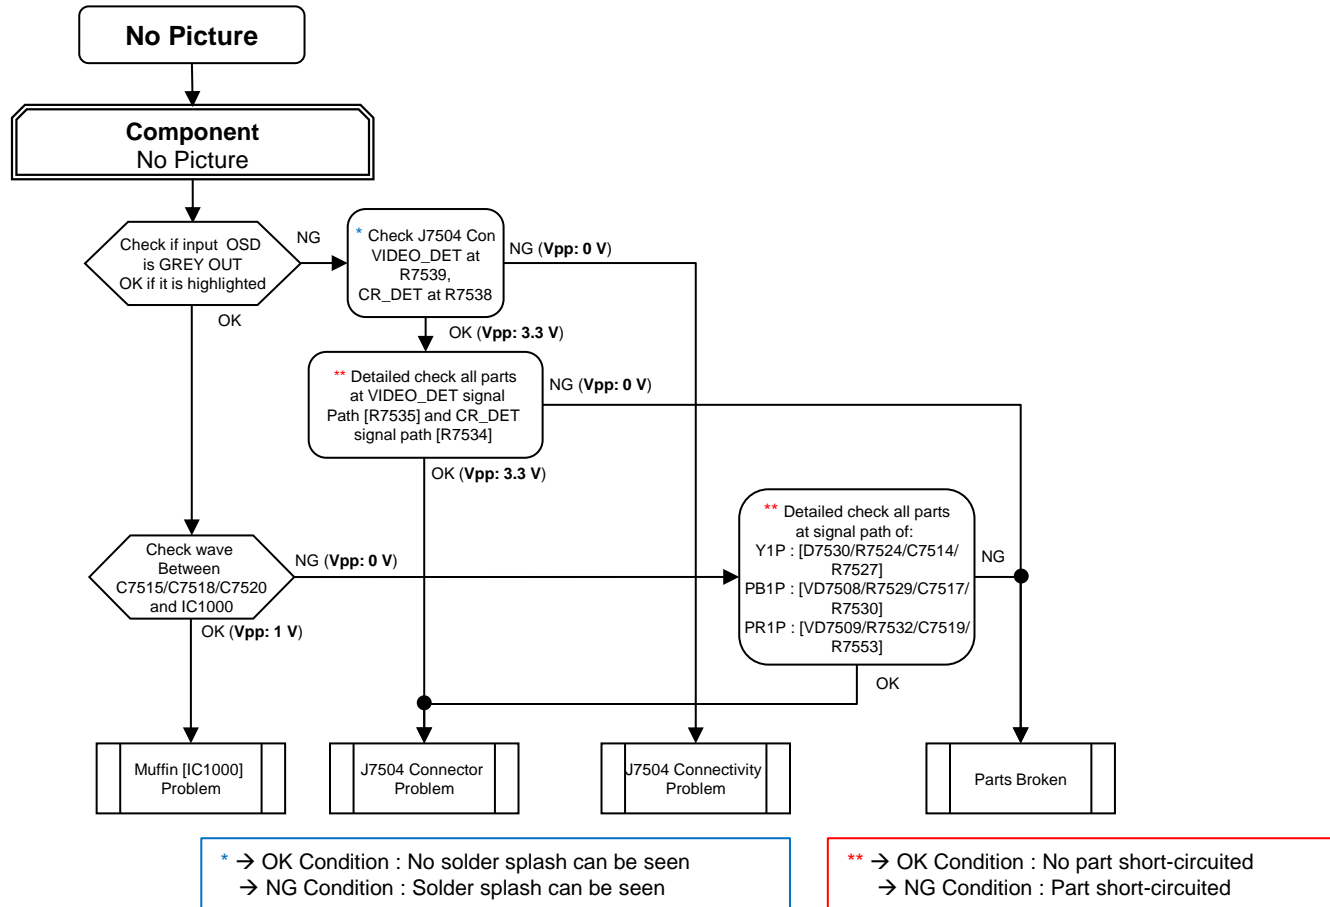 No Picture
Component
No Picture
Check if input OSD
is GREY OUT
OK if it is highlighted
NG
OK
* Check J7504 Con
VIDEO_DET at
R7539,
CR_DET at R7538
NG (Vpp: 0 V)
OK (Vpp: 3.3 V)
** Detailed check all parts
at VIDEO_DET signal
Path [R7535] and CR_DET
signal path [R7534]
NG (Vpp: 0 V)
OK (Vpp: 3.3 V)
Check wave
Between
C7515/C7518/C7520
and IC1000
NG (Vpp: 0 V)
OK (Vpp: 1 V)
** Detailed check all parts
at signal path of:
Y1P : [D7530/R7524/C7514/
R7527]
PB1P : [VD7508/R7529/C7517/
R7530]
PR1P : [VD7509/R7532/C7519/
R7553]
NG
OK
Muffin [IC1000]
Problem
J7504 Connector
Problem
J7504 Connectivity
Problem
Parts Broken
* → OK Condition : No solder splash can be seen
→ NG Condition : Solder splash can be seen
** → OK Condition : No part short-circuited
→ NG Condition : Part short-circuited